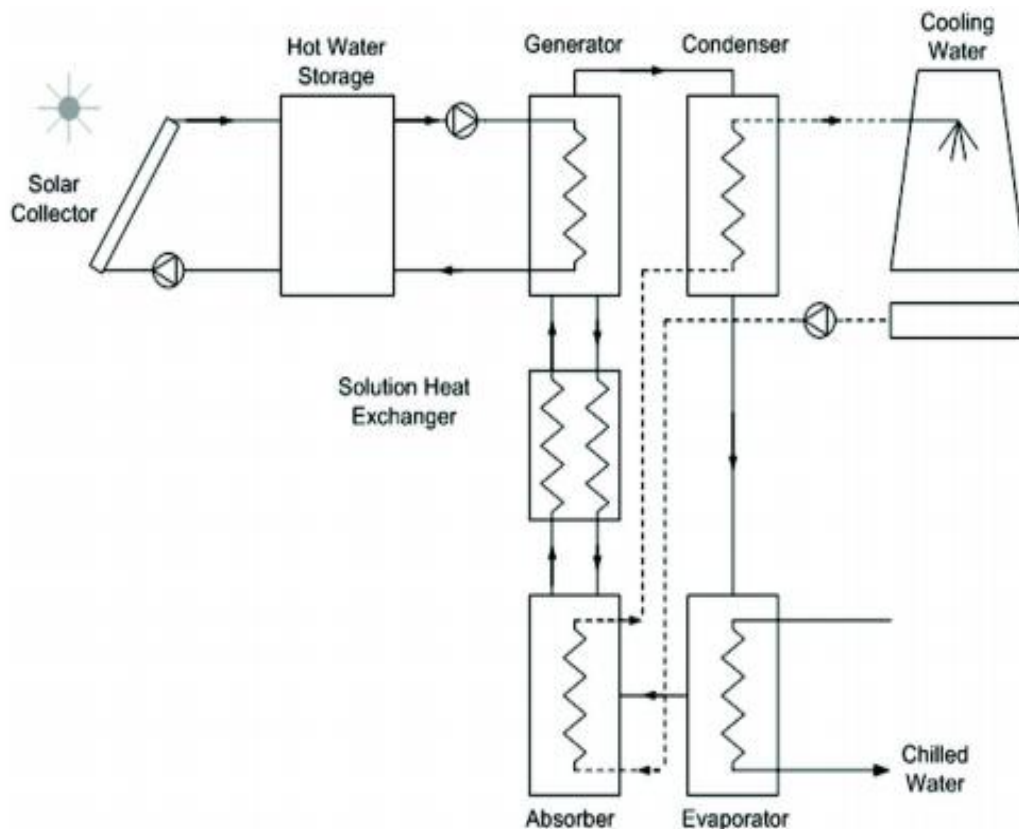 Hot Water
Storage
Generator
Condenser
Cooling
Water
Solar
Collector
Solution Heat
Exchanger
Chilled
Water
Absorber
Evaporator